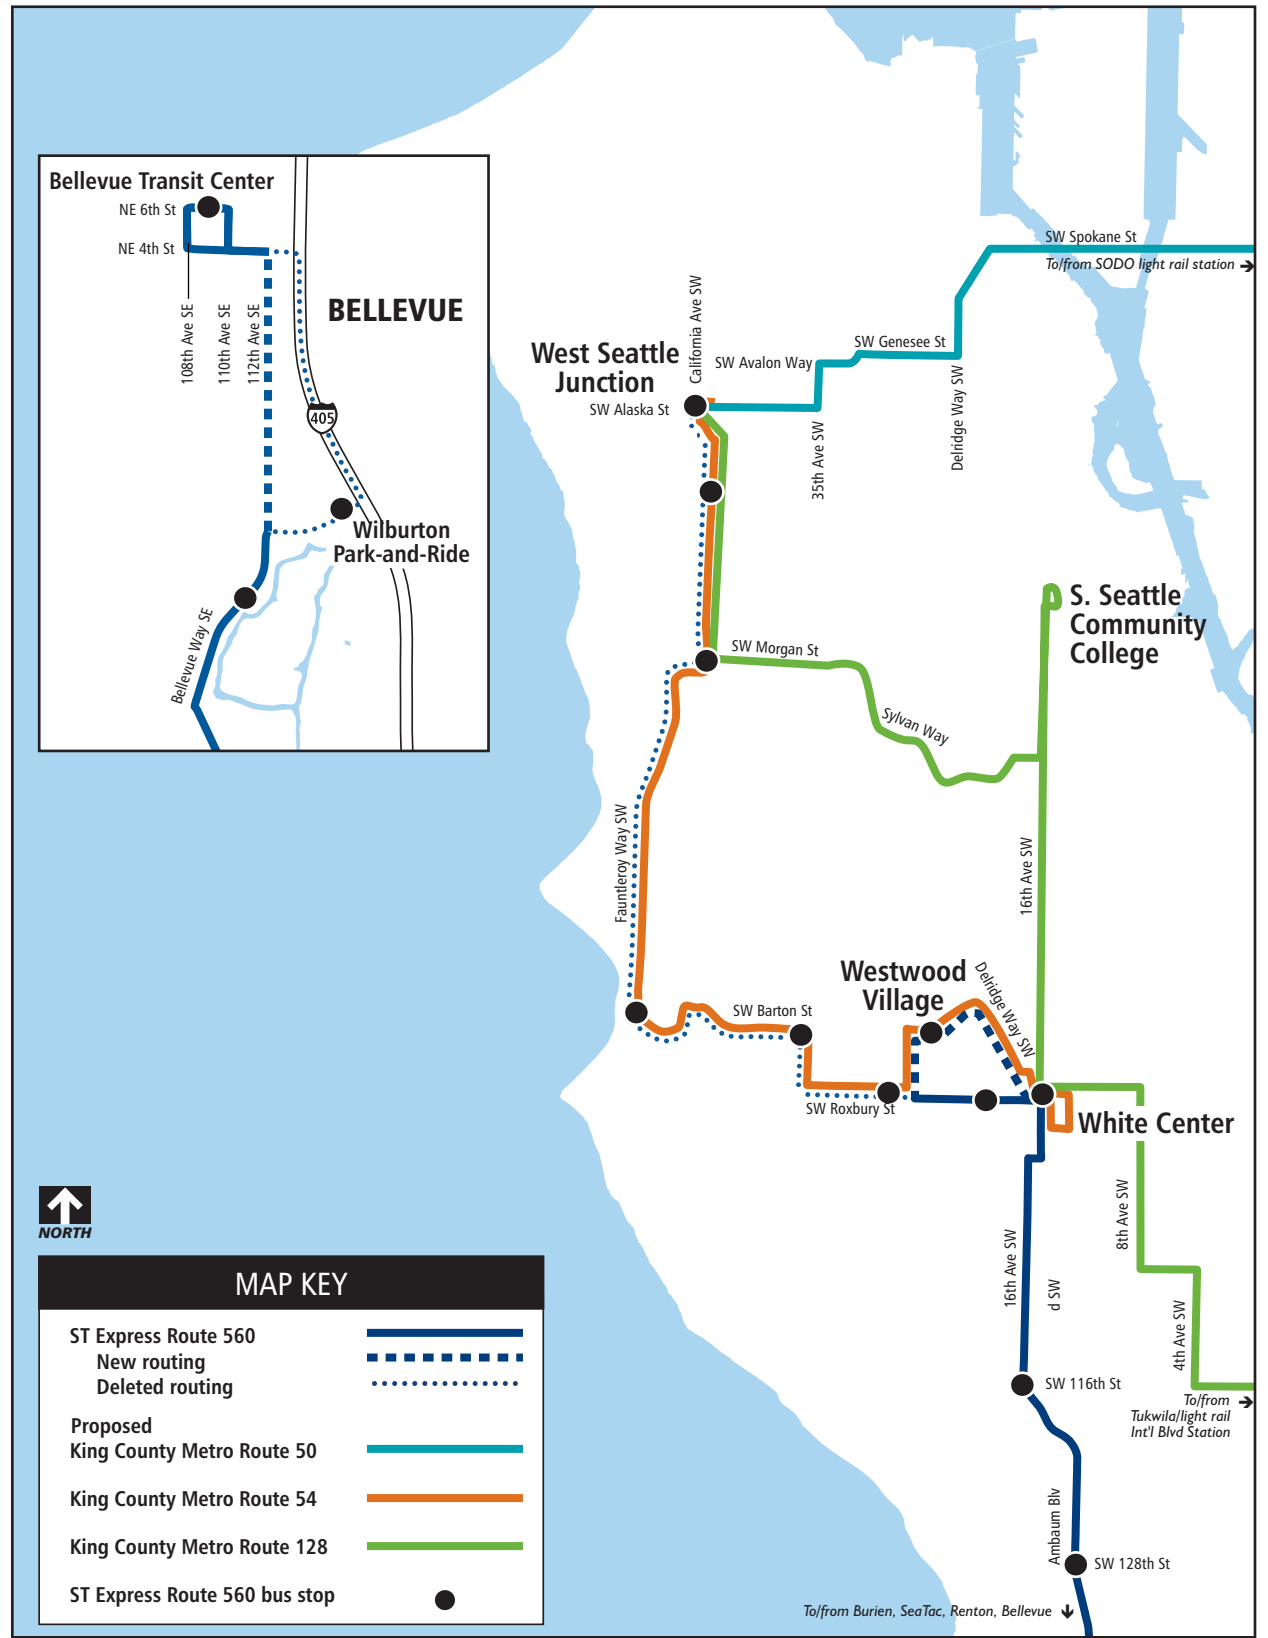 Bellevue Transit Center
NE 6th St
NE 4th St
108th Ave SE
110th Ave SE
112th Ave SE
BELLEVUE
405
Wilburton
Park-and-Ride
Bellevue Way SE
SW Spokane St
To/from SODO light rail station
California Ave SW
West Seattle
Junction
SW Alaska St
SW Avalon Way
SW Genesee St
35th Ave SW
Delridge Way SW
S. Seattle
Community
College
SW Morgan St
Sylvan Way
Fauntleroy Way SW
16th Ave SW
Westwood
Village
Delridge Way SW
SW Barton St
SW Roxbury St
White Center
8th Ave SW
16th Ave SW
d SW
4th Ave SW
SW 116th St
To/from
Tukwila/light rail
Int'l Blvd Station
Ambaum Blv
SW 128th St
To/from Burien, SeaTac, Renton, Bellevue
NORTH
MAP KEY
ST Express Route 560
New routing
Deleted routing
Proposed
King County Metro Route 50
King County Metro Route 54
King County Metro Route 128
ST Express Route 560 bus stop